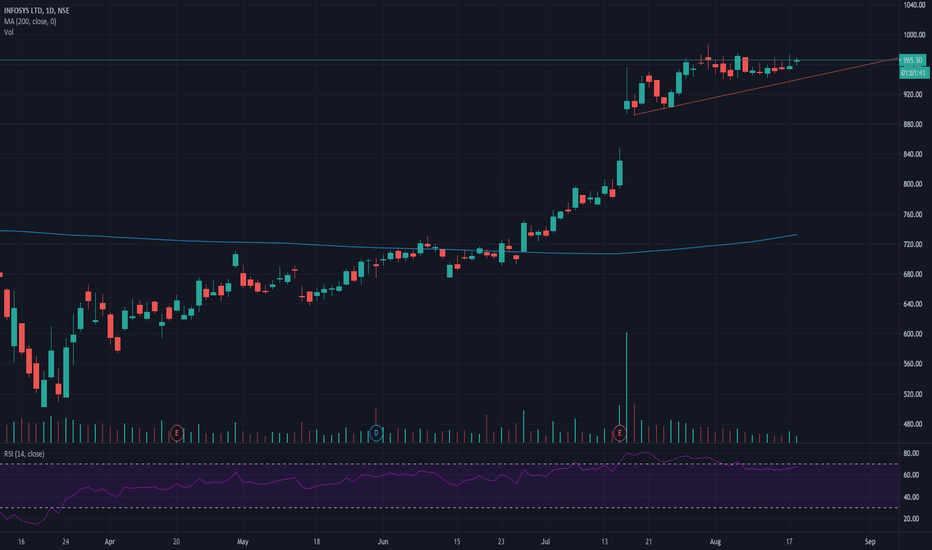 INFOSYS LTD, 1D, NSE
MA (200, close, 0)
Vol
1040.00
1000.00
965.50
01:31:41
920.00
880.00
840.00
800.00
760.00
720.00
680.00
640.00
600.00
560.00
520.00
480.00
E
D
E
RSI (14, close)
80.00
60.00
40.00
20.00
16
24
Apr
20
May
18
Jun
15
23
Jul
13
21
Aug
17
Sep